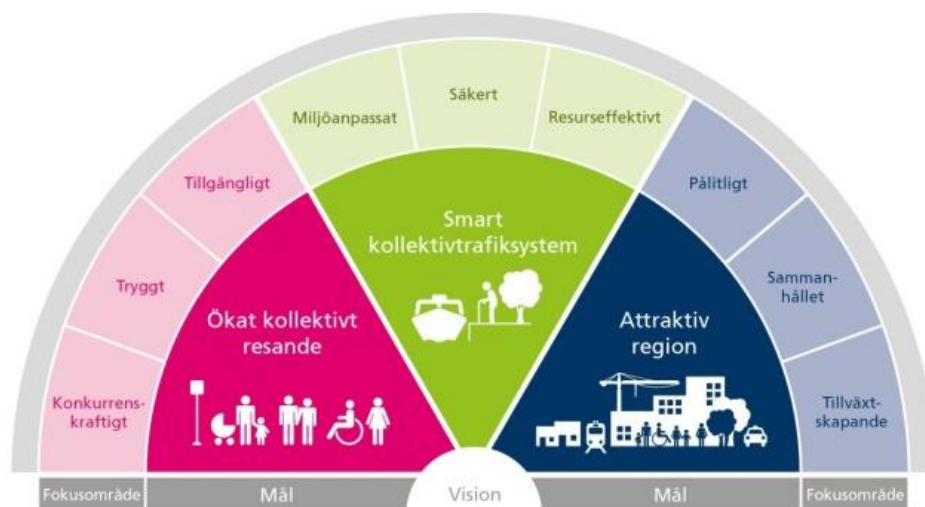 Miljöanpassat
Säkert
Resurseffektivt
Tillgängligt
Pålitligt
Tryggt
Samman-
hållet
Konkurrens-
kraftigt
Tillväxt-
skapande
Smart
kollektivtrafiksystem
Ökat kollektivt
resande
Attraktiv
region
Fokusområde
Mål
Vision
Mål
Fokusområde